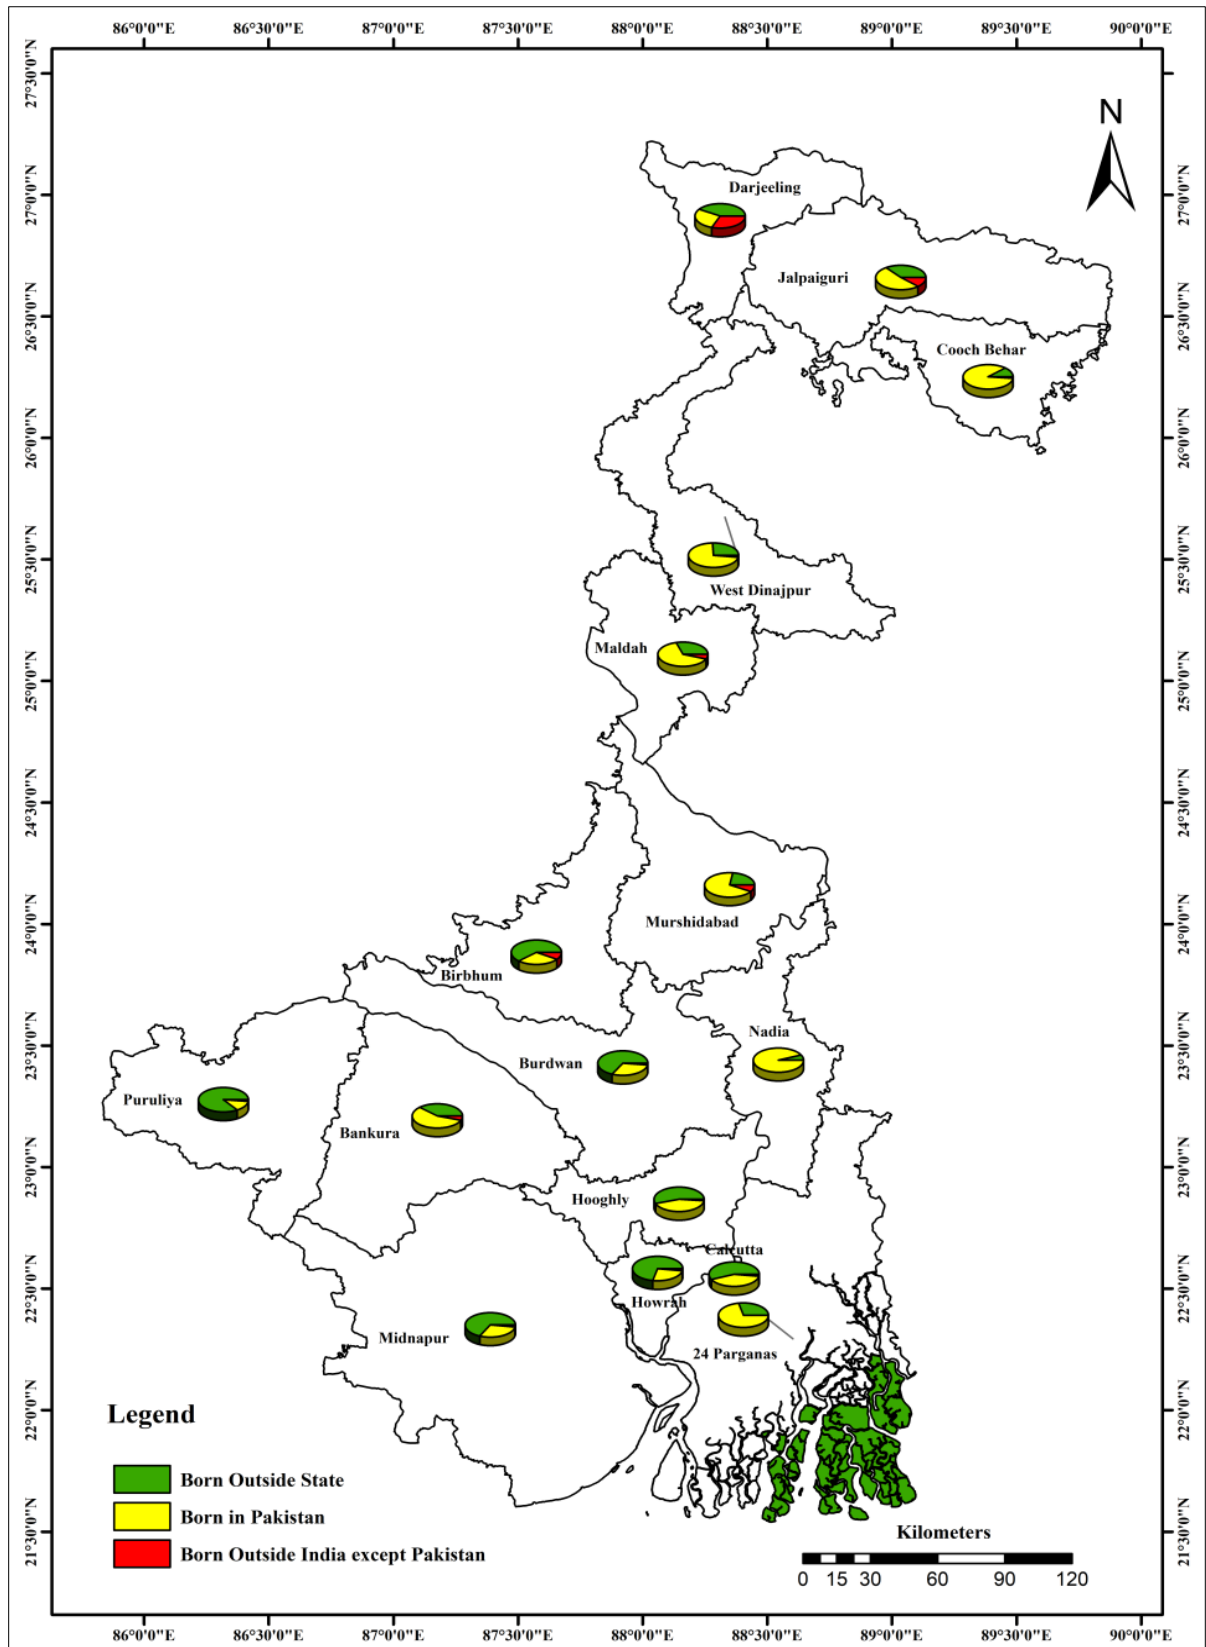 86°0'0"E 86°30'0"E 87°0'0"E 87°30'0"E 88°0'0"E 88°30'0"E 89°0'0"E 89°30'0"E 90°0'0"E
27°30'0"N
N
27°0'0"N 27°0'0"N
Darjeeling
Jalpaiguri
26°30'0"N 26°30'0"N
Cooch Behar
26°0'0"N 26°0'0"N
25°30'0"N 25°30'0"N
West Dinajpur
Maldah
25°0'0"N 25°0'0"N
24°30'0"N 24°30'0"N
Murshidabad
24°0'0"N 24°0'0"N
Birbhum
Nadia
23°30'0"N 23°30'0"N
Burdwan
Puruliya
Bankura
23°0'0"N 23°0'0"N
Hooghly
Calcutta
22°30'0"N 22°30'0"N
Howrah
Midnapur
24 Parganas
22°0'0"N 22°0'0"N
Legend
Born Outside State
Born in Pakistan
Born Outside India except Pakistan
21°30'0"N 21°30'0"N
Kilometers
0 15 30 60 90 120
86°0'0"E 86°30'0"E 87°0'0"E 87°30'0"E 88°0'0"E 88°30'0"E 89°0'0"E 89°30'0"E 90°0'0"E